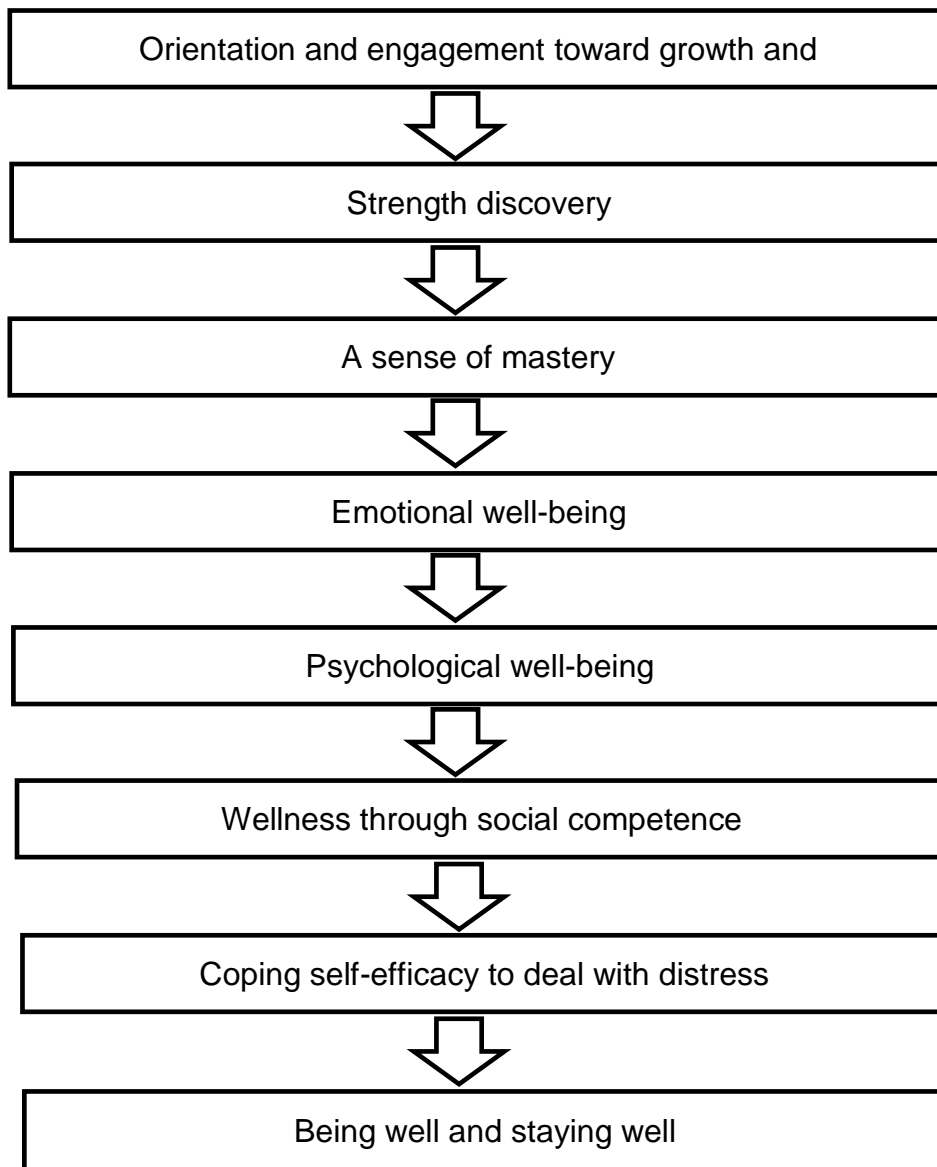 Orientation and engagement toward growth and
Strength discovery
A sense of mastery
Emotional well-being
Psychological well-being
Wellness through social competence
Coping self-efficacy to deal with distress
Being well and staying well